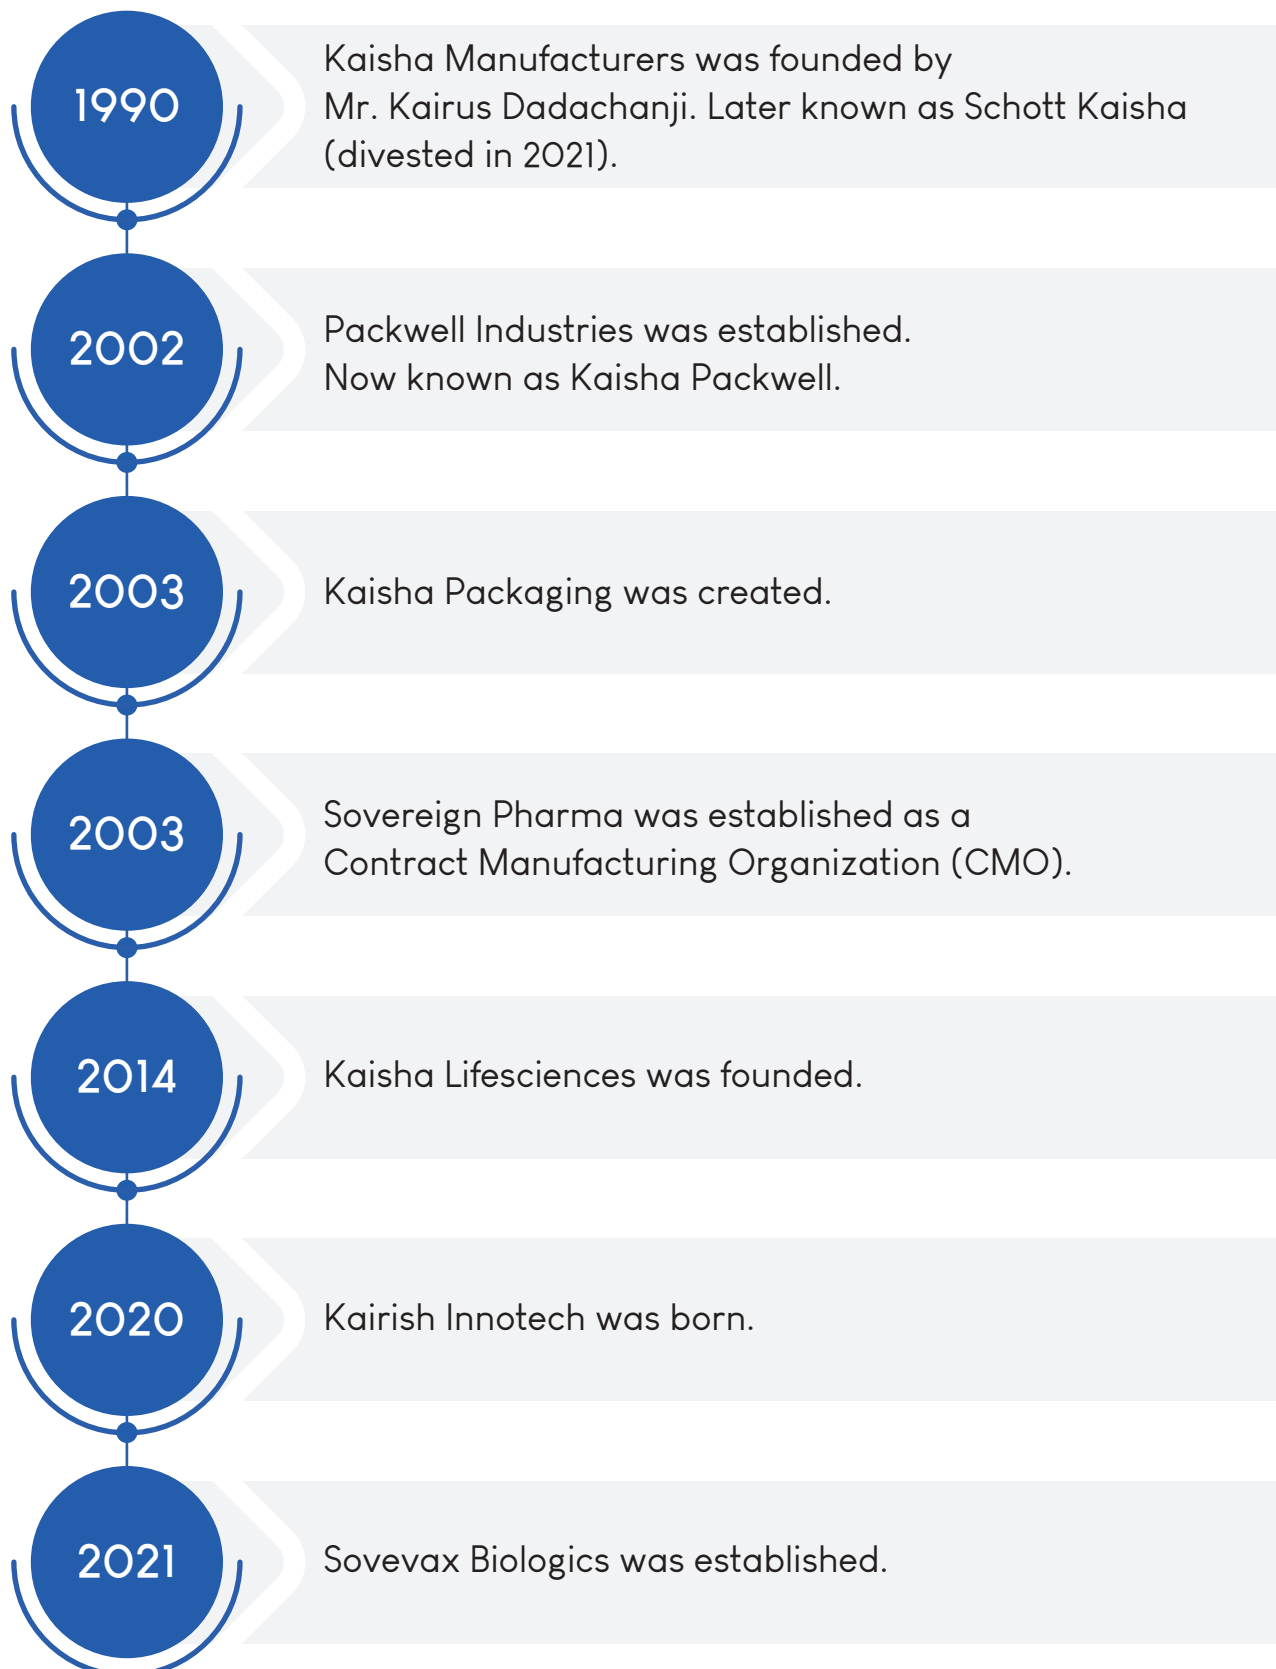 1990
Kaisha Manufacturers was founded by
Mr. Kairus Dadachanji. Later known as Schott Kaisha
(divested in 2021).
2002
Packwell Industries was established.
Now known as Kaisha Packwell.
2003
Kaisha Packaging was created.
2003
Sovereign Pharma was established as a
Contract Manufacturing Organization (CMO).
2014
Kaisha Lifesciences was founded.
2020
Kairish Innotech was born.
2021
Sovevax Biologics was established.